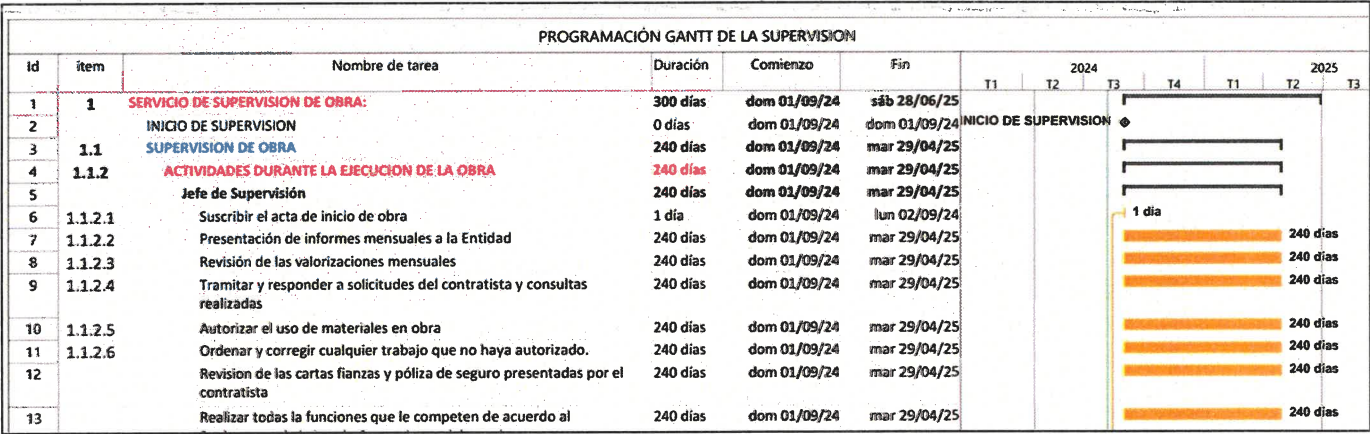 PROGRAMACIÓN GANTT DE LA SUPERVISION
Id ítem Nombre de tarea Duración Comienzo Fin 2024 2025
T1 T2 T3 T4 T1 T2 T3
1 1 SERVICIO DE SUPERVISION DE OBRA: 300 días dom 01/09/24 sáb 28/06/25
2 INICIO DE SUPERVISION 0 días dom 01/09/24 dom 01/09/24 INICIO DE SUPERVISION
3 1.1 SUPERVISION DE OBRA 240 días dom 01/09/24 mar 29/04/25
4 1.1.2 ACTIVIDADES DURANTE LA EJECUCION DE LA OBRA 240 días dom 01/09/24 mar 29/04/25
5 Jefe de Supervisión 240 días dom 01/09/24 mar 29/04/25
6 1.1.2.1 Suscribir el acta de inicio de obra 1 día dom 01/09/24 lun 02/09/24 1 día
7 1.1.2.2 Presentación de informes mensuales a la Entidad 240 días dom 01/09/24 mar 29/04/25 240 días
8 1.1.2.3 Revisión de las valorizaciones mensuales 240 días dom 01/09/24 mar 29/04/25 240 días
9 1.1.2.4 Tramitar y responder a solicitudes del contratista y consultas 240 días dom 01/09/24 mar 29/04/25 240 días
realizadas
10 1.1.2.5 Autorizar el uso de materiales en obra 240 días dom 01/09/24 mar 29/04/25 240 días
11 1.1.2.6 Ordenar y corregir cualquier trabajo que no haya autorizado. 240 días dom 01/09/24 mar 29/04/25 240 días
12 Revision de las cartas fianzas y póliza de seguro presentadas por el 240 días dom 01/09/24 mar 29/04/25 240 días
contratista
13 Realizar todas la funciones que le competen de acuerdo al 240 días dom 01/09/24 mar 29/04/25 240 días